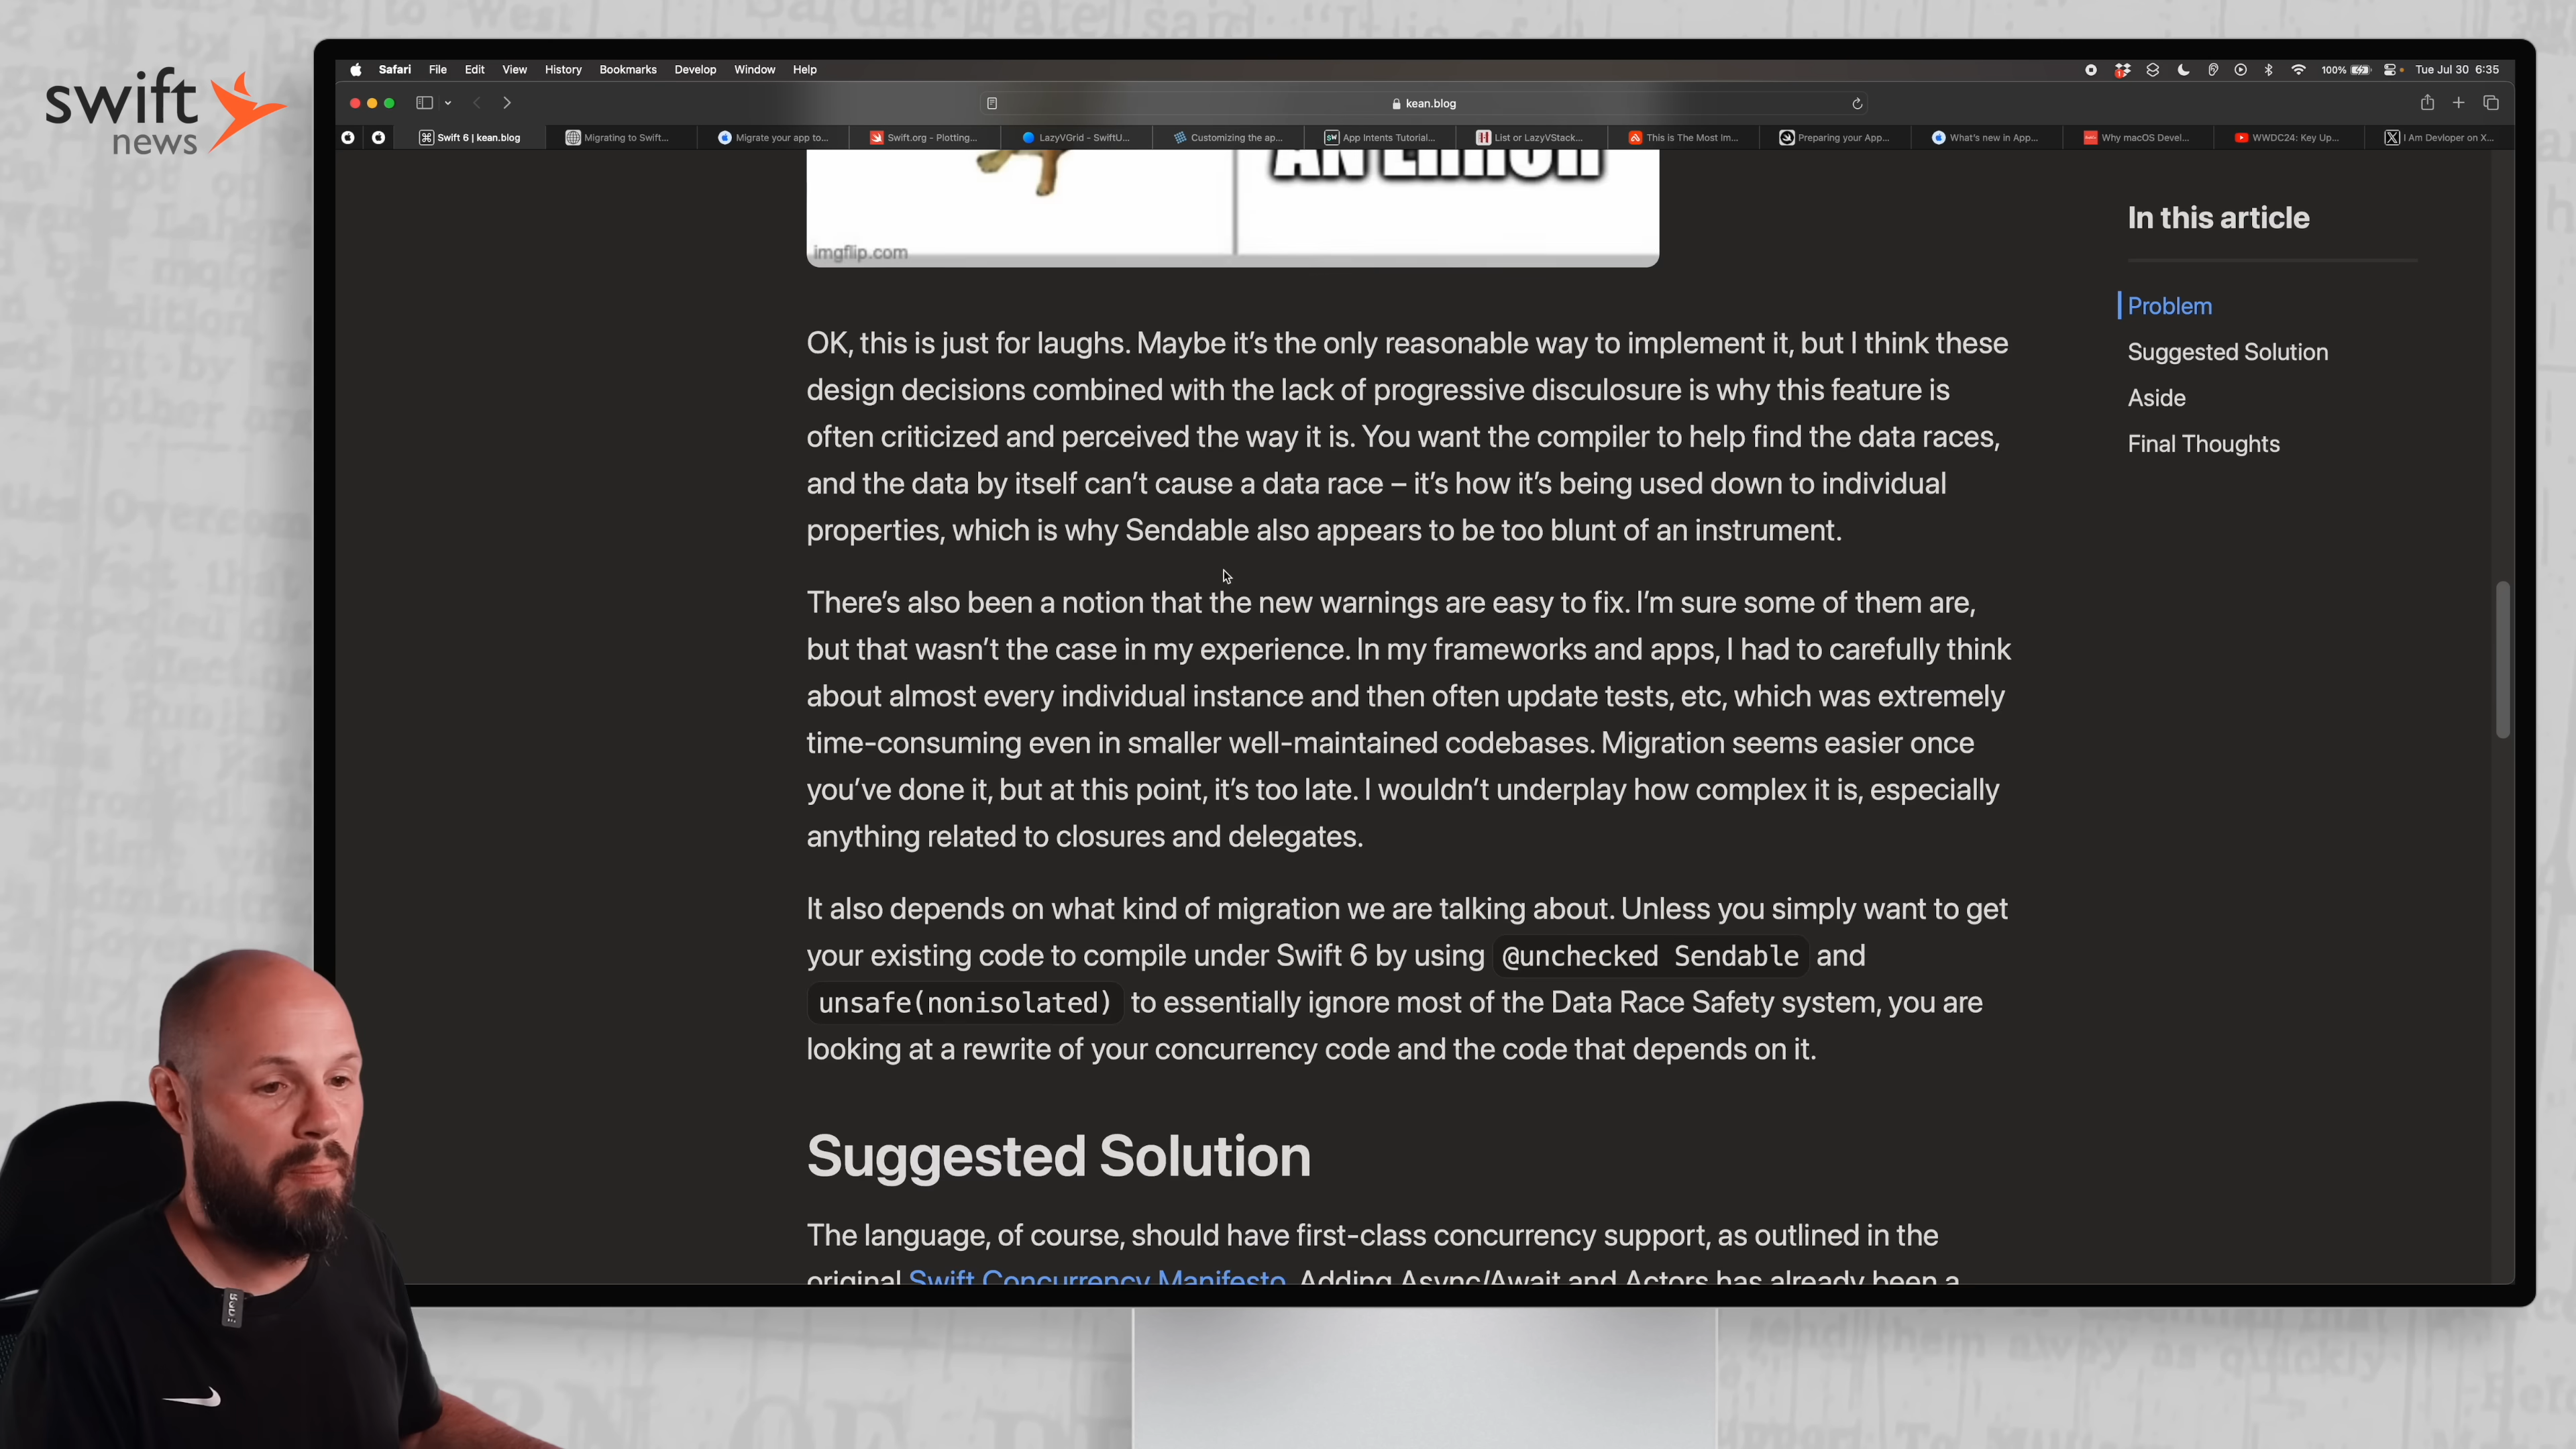 swift
news
Safari File Edit View History Bookmarks Develop Window Help
100% Tue Jul 30 6:35
kean.blog
Swift 6 | kean.blog
Migrating to Swift...
Migrate your app to...
Swift.org - Plotting...
LazyVGrid - SwiftU...
Customizing the ap...
App Intents Tutorial...
List or LazyVStack...
This is The Most Im...
Preparing your App...
What's new in App...
Why macOS Devel...
WWDC24: Key Up...
I Am Devloper on X...
AN ERROR
imgflip.com
OK, this is just for laughs. Maybe it's the only reasonable way to implement it, but I think these
design decisions combined with the lack of progressive disculosure is why this feature is
often criticized and perceived the way it is. You want the compiler to help find the data races,
and the data by itself can't cause a data race – it's how it's being used down to individual
properties, which is why Sendable also appears to be too blunt of an instrument.
There's also been a notion that the new warnings are easy to fix. I'm sure some of them are,
but that wasn't the case in my experience. In my frameworks and apps, I had to carefully think
about almost every individual instance and then often update tests, etc, which was extremely
time-consuming even in smaller well-maintained codebases. Migration seems easier once
you've done it, but at this point, it's too late. I wouldn't underplay how complex it is, especially
anything related to closures and delegates.
It also depends on what kind of migration we are talking about. Unless you simply want to get
your existing code to compile under Swift 6 by using @unchecked Sendable and
unsafe(nonisolated) to essentially ignore most of the Data Race Safety system, you are
looking at a rewrite of your concurrency code and the code that depends on it.
Suggested Solution
The language, of course, should have first-class concurrency support, as outlined in the
original Swift Concurrency Manifesto. Adding Async/Await and Actors has already been a
In this article
Problem
Suggested Solution
Aside
Final Thoughts